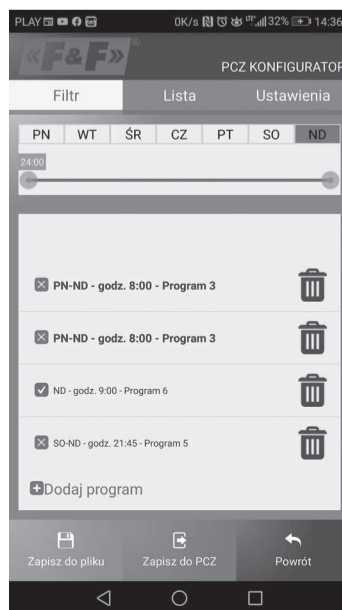 PLAY 0K/s LTE 32% 14:36
«F&F»®
PCZ KONFIGURATOR
Filtr Lista Ustawienia
PN WT ŚR CZ PT SO ND
24:00
PN-ND - godz. 8:00 - Program 3
PN-ND - godz. 8:00 - Program 3
ND - godz. 9:00 - Program 6
SO-ND - godz. 21:45 - Program 5
Dodaj program
Zapisz do pliku Zapisz do PCZ Powrót